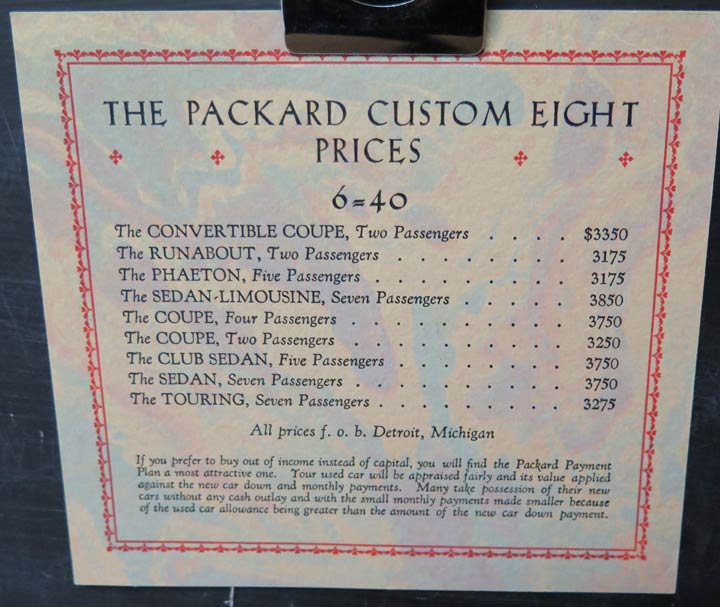 THE PACKARD CUSTOM EIGHT
PRICES
6=40
The CONVERTIBLE COUPE, Two Passengers . . . . $3350
The RUNABOUT, Two Passengers . . . . . . . 3175
The PHAETON, Five Passengers . . . . . . . . 3175
The SEDAN-LIMOUSINE, Seven Passengers . . . . . 3850
The COUPE, Four Passengers . . . . . . . . . 3750
The COUPE, Two Passengers . . . . . . . . . 3250
The CLUB SEDAN, Five Passengers . . . . . . . 3750
The SEDAN, Seven Passengers . . . . . . . . 3750
The TOURING, Seven Passengers . . . . . . . . 3275
All prices f. o. b. Detroit, Michigan
If you prefer to buy out of income instead of capital, you will find the Packard Payment
Plan a most attractive one. Your used car will be appraised fairly and its value applied
against the new car down and monthly payments. Many take possession of their new
cars without any cash outlay and with the small monthly payments made smaller because
of the used car allowance being greater than the amount of the new car down payment.